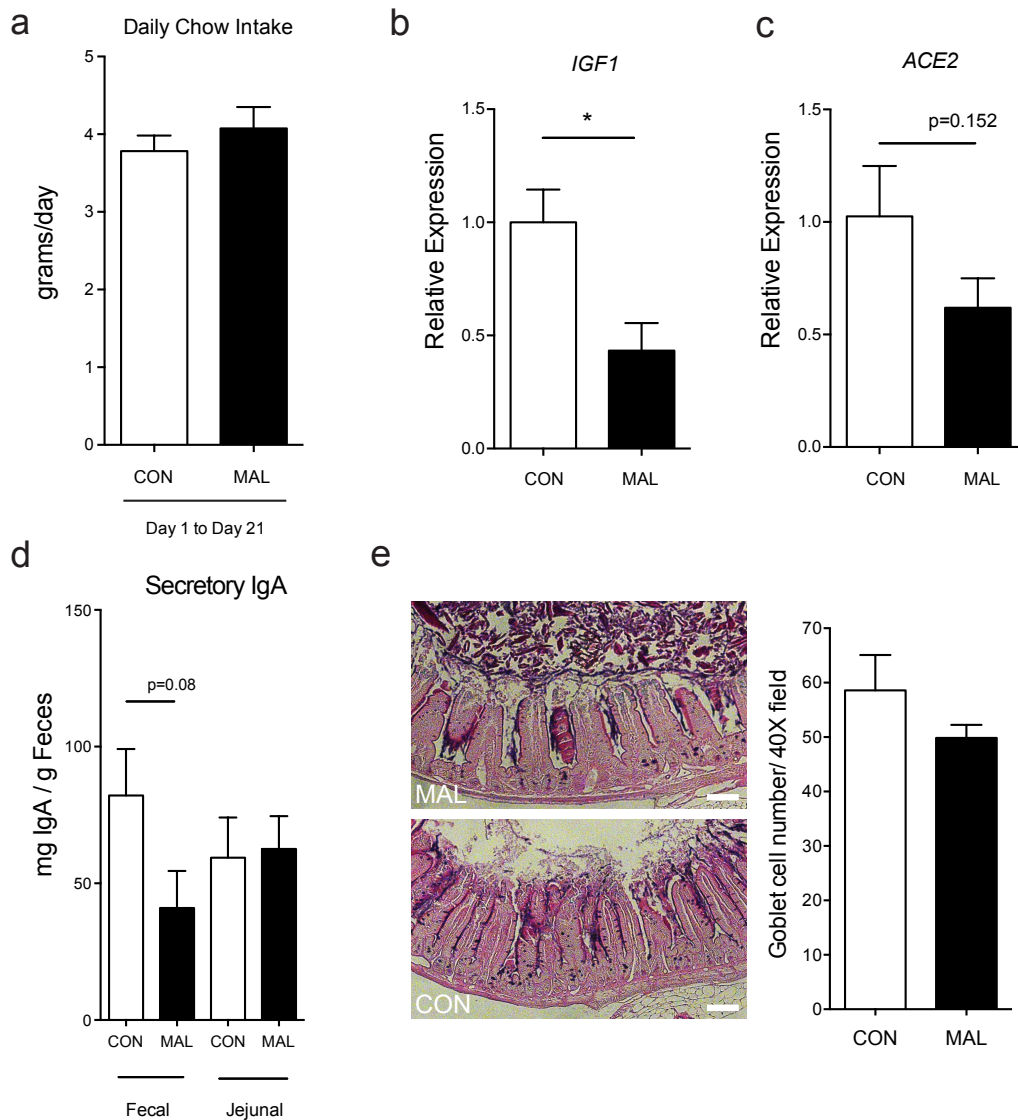 a
Daily Chow Intake
5
4
3
2
1
0
grams/day
CON MAL
Day 1 to Day 21
b
IGF1
1.5
1.0
0.5
0.0
Relative Expression
*
CON MAL
c
ACE2
1.5
1.0
0.5
0.0
Relative Expression
p=0.152
CON MAL
d
Secretory IgA
150
100
50
0
mg IgA / g Feces
p=0.08
CON MAL CON MAL
Fecal Jejunal
e
MAL
CON
70
60
50
40
30
20
10
0
Goblet cell number/ 40X field
CON MAL